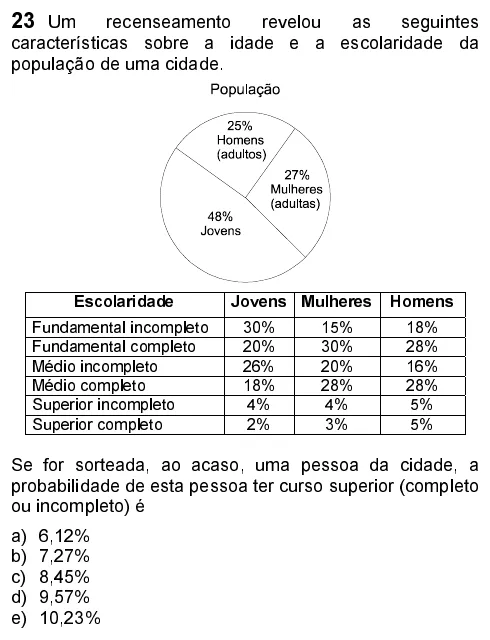 23 Um recenseamento revelou as seguintes
características sobre a idade e a escolaridade da
população de uma cidade.
População
25%
Homens
(adultos)
27%
Mulheres
(adultas)
48%
Jovens
Escolaridade Jovens Mulheres Homens
Fundamental incompleto 30% 15% 18%
Fundamental completo 20% 30% 28%
Médio incompleto 26% 20% 16%
Médio completo 18% 28% 28%
Superior incompleto 4% 4% 5%
Superior completo 2% 3% 5%
Se for sorteada, ao acaso, uma pessoa da cidade, a
probabilidade de esta pessoa ter curso superior (completo
ou incompleto) é
a) 6,12%
b) 7,27%
c) 8,45%
d) 9,57%
e) 10,23%